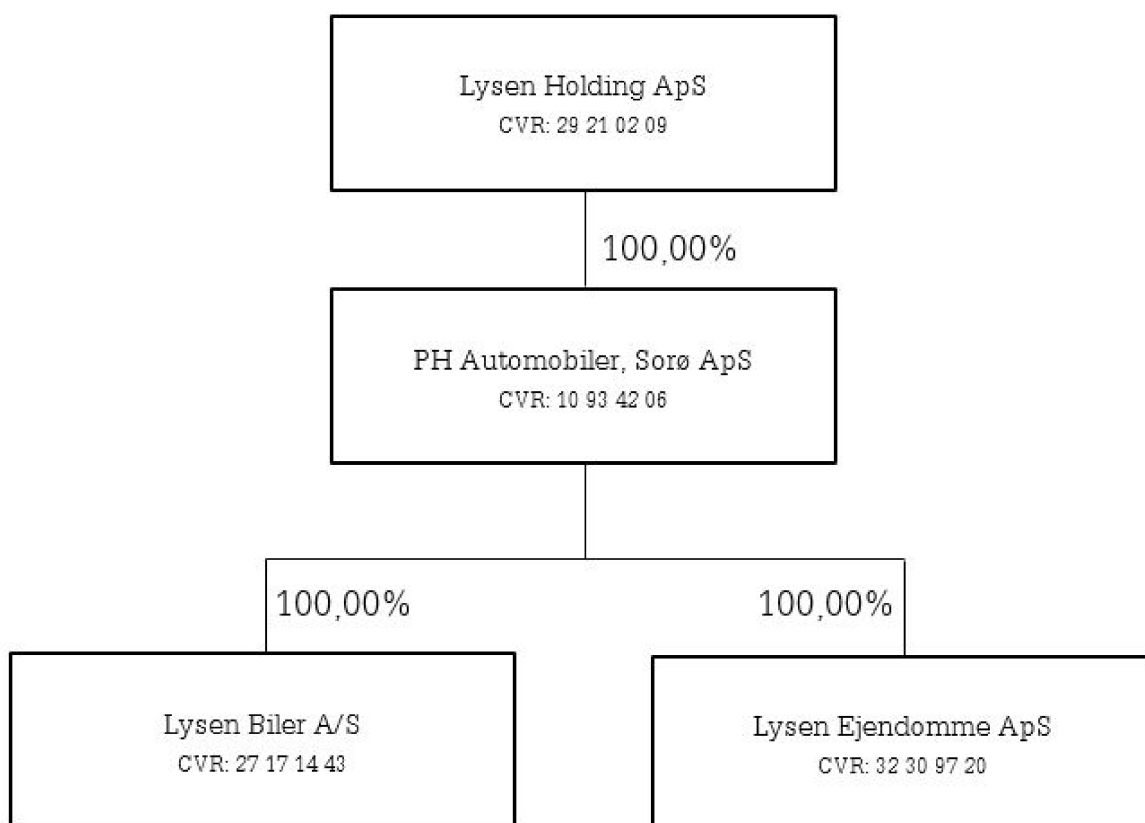 Lysen Holding ApS
CVR: 29 21 02 09
100,00%
PH Automobiler, Sorø ApS
CVR: 10 93 42 06
100,00%
100,00%
Lysen Biler A/S
CVR: 27 17 14 43
Lysen Ejendomme ApS
CVR: 32 30 97 20